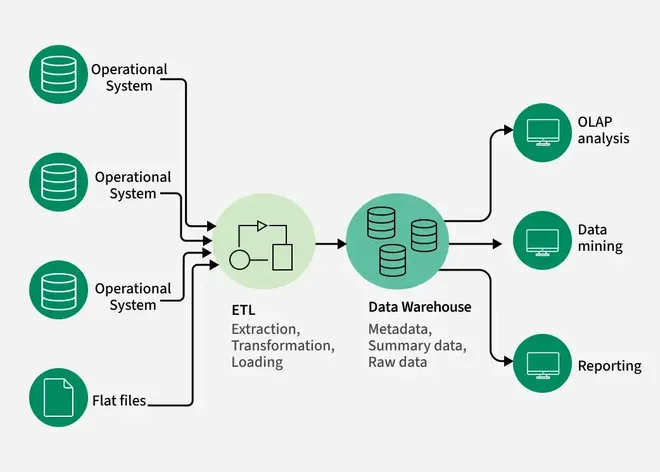 Operational
System
Operational
System
Operational
System
Flat files
ETL
Extraction,
Transformation,
Loading
Data Warehouse
Metadata,
Summary data,
Raw data
OLAP
analysis
Data
mining
Reporting